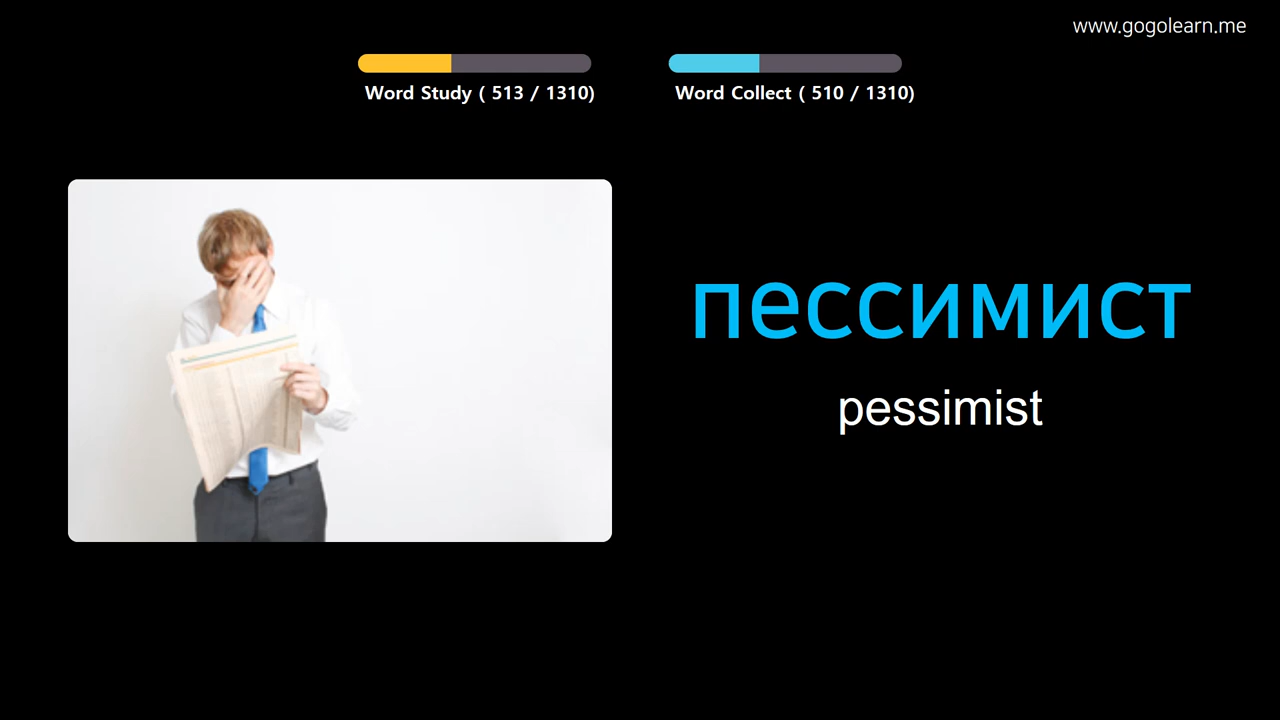 www.gogolearn.me
Word Study ( 513 / 1310)
Word Collect ( 510 / 1310)
пессимист
pessimist